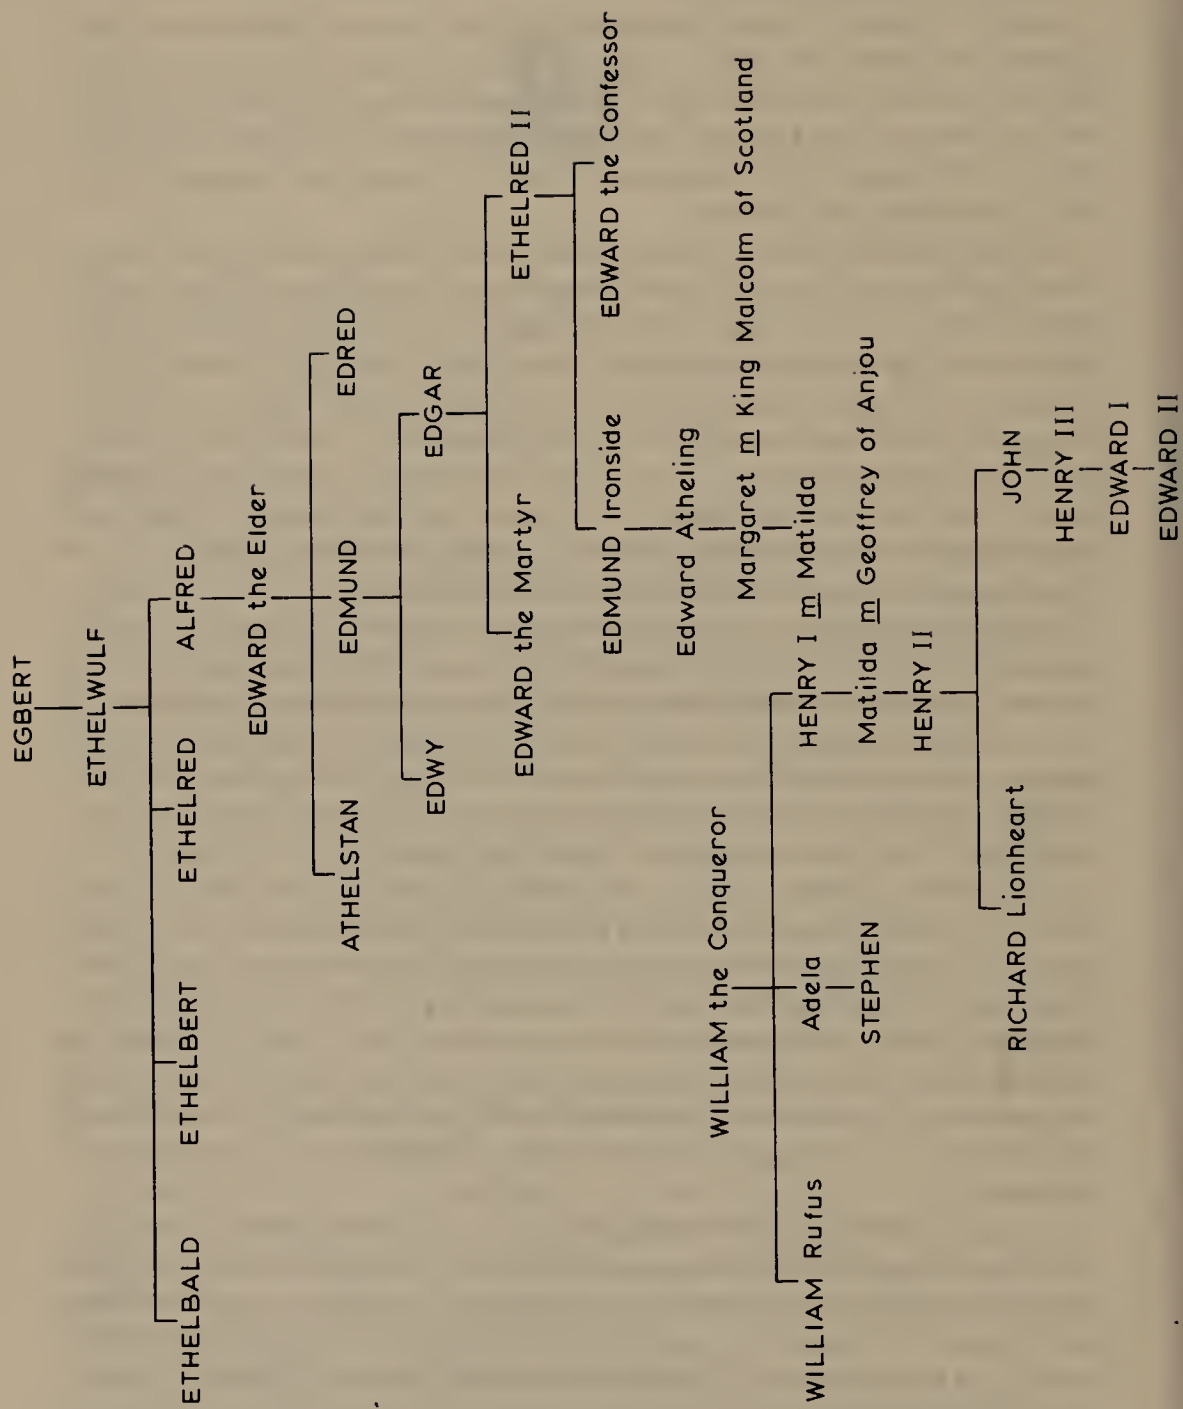 EGBERT
ETHELWULF
ETHELBALD ETHELBERT ETHELRED ALFRED
EDWARD the Elder
ATHELSTAN EDMUND EDRED
EDWY EDGAR
EDWARD the Martyr ETHELRED II
EDMUND Ironside EDWARD the Confessor
Edward Atheling
WILLIAM the Conqueror Margaret m King Malcolm of Scotland
WILLIAM Rufus Adela HENRY I m Matilda
STEPHEN Matilda m Geoffrey of Anjou
HENRY II
RICHARD Lionheart JOHN
HENRY III
EDWARD I
EDWARD II